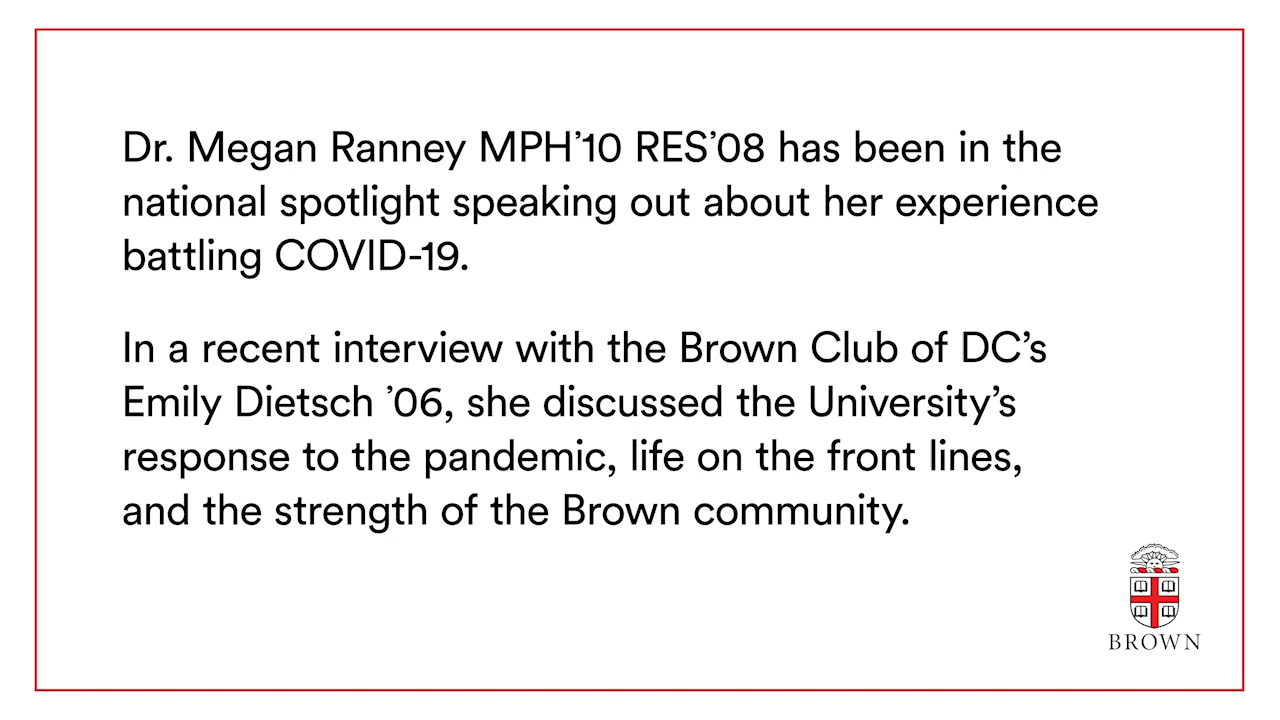 Dr. Megan Ranney MPH’10 RES’08 has been in the
national spotlight speaking out about her experience
battling COVID-19.
In a recent interview with the Brown Club of DC’s
Emily Dietsch ’06, she discussed the University’s
response to the pandemic, life on the front lines,
and the strength of the Brown community.
BROWN